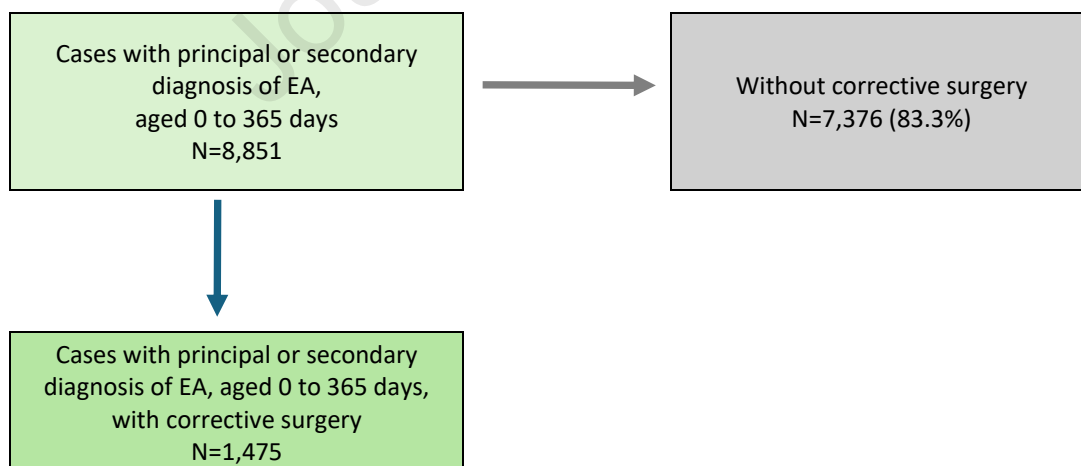 Cases with principal or secondary
diagnosis of EA,
aged 0 to 365 days
N=8,851
Without corrective surgery
N=7,376 (83.3%)
Cases with principal or secondary
diagnosis of EA, aged 0 to 365 days,
with corrective surgery
N=1,475